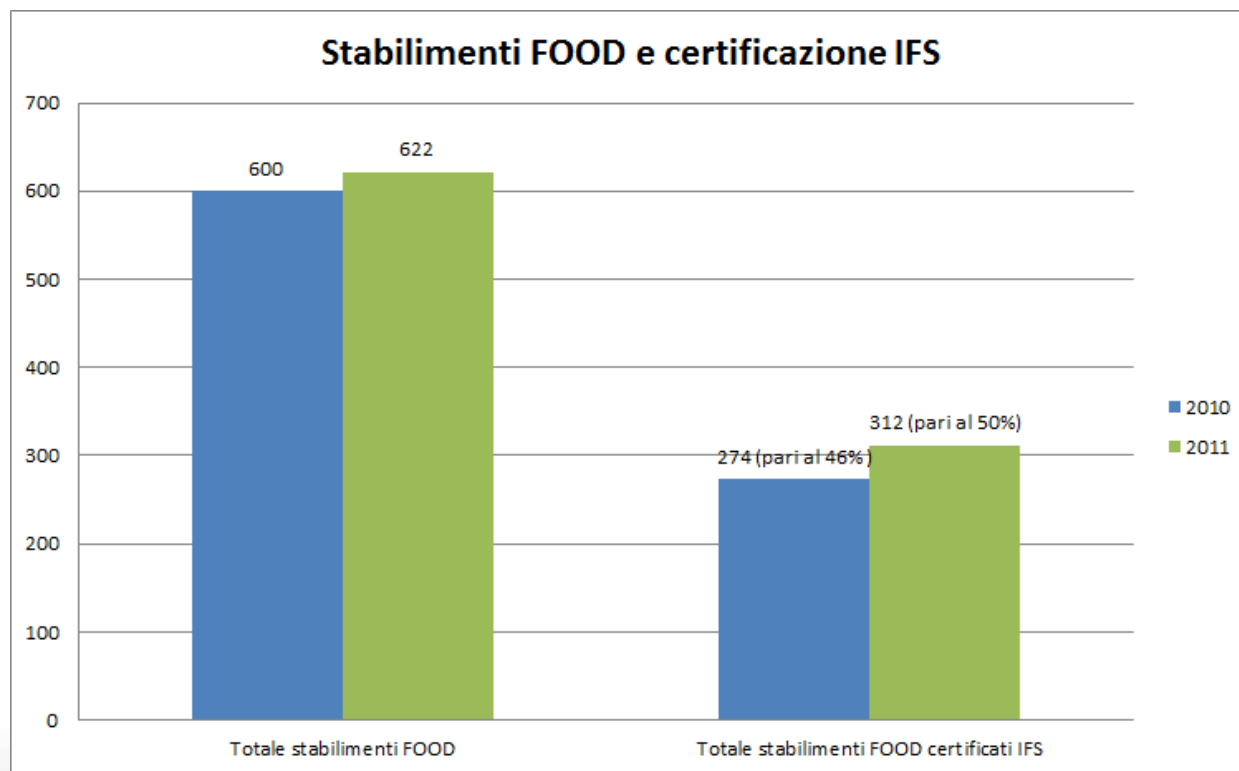 Stabilimenti FOOD e certificazione IFS
700
600
500
400
300
200
100
0
600
622
274 (pari al 46% )
312 (pari al 50%)
Totale stabilimenti FOOD
Totale stabilimenti FOOD certificati IFS
2010
2011